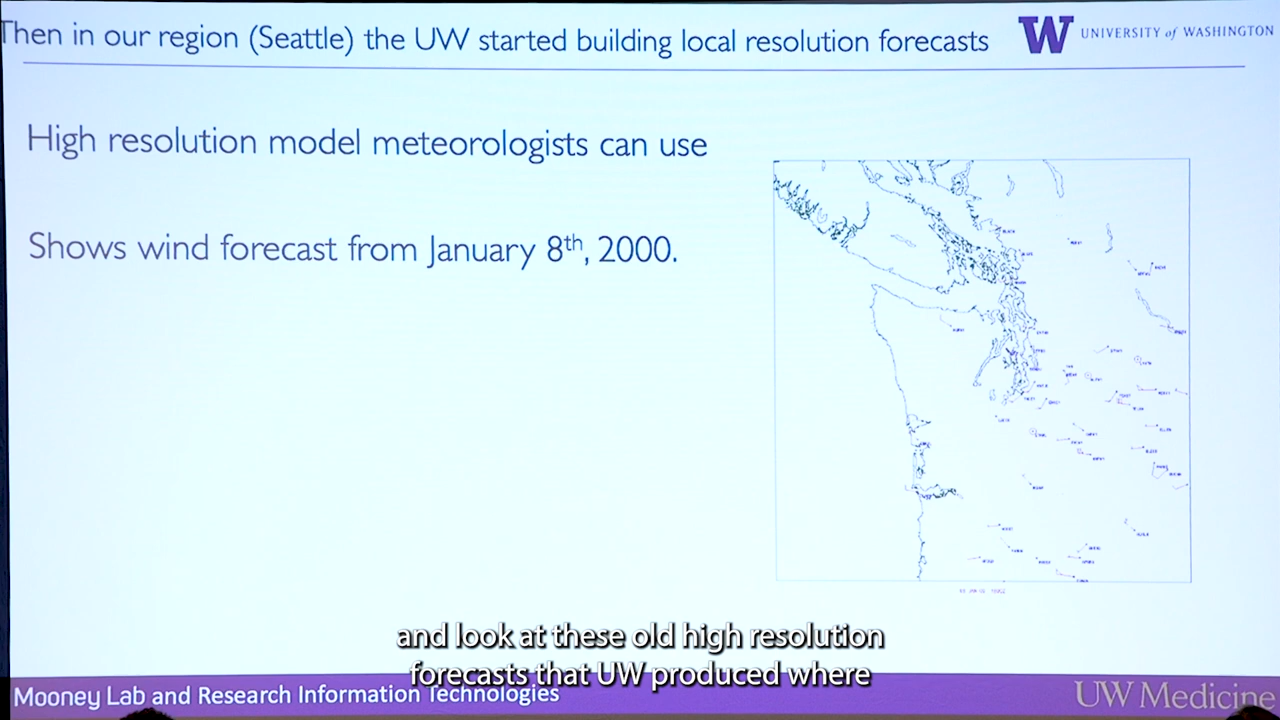 Then in our region (Seattle) the UW started building local resolution forecasts
W UNIVERSITY of WASHINGTON
High resolution model meteorologists can use
Shows wind forecast from January 8th, 2000.
and look at these old high resolution
forecasts that UW produced where
Mooney Lab and Research Information Technologies
UW Medicine